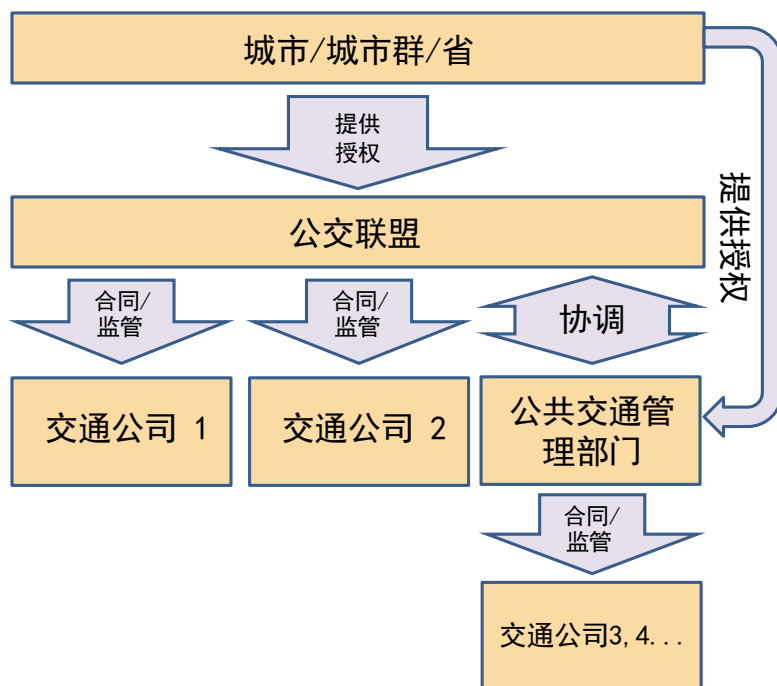 城市/城市群/省
提供
授权
提供授权
公交联盟
合同/
监管
合同/
监管
协调
交通公司 1
交通公司 2
公共交通管
理部门
合同/
监管
交通公司3,4...